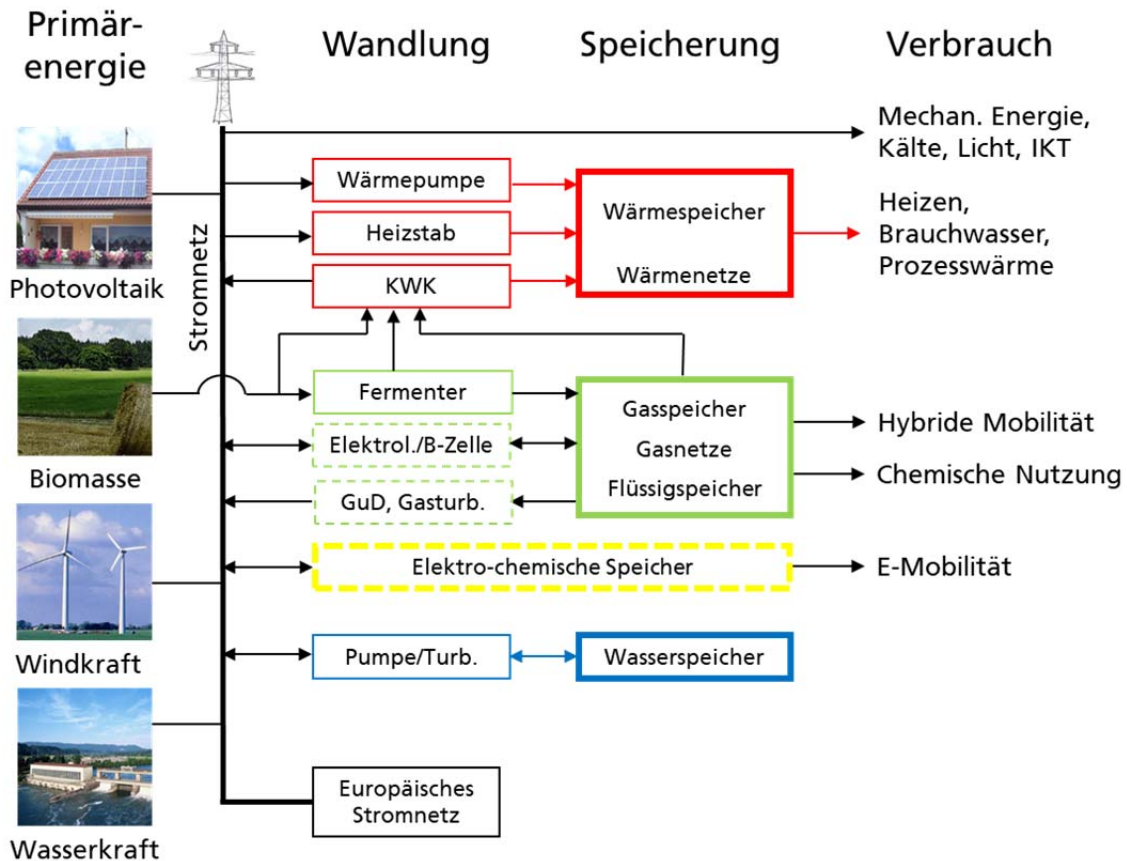 Primär-
energie
Wandlung
Speicherung
Verbrauch
Photovoltaik
Biomasse
Windkraft
Wasserkraft
Stromnetz
Wärmepumpe
Heizstab
KWK
Wärmespeicher
Wärmenetze
Mechan. Energie,
Kälte, Licht, IKT
Heizen,
Brauchwasser,
Prozesswärme
Fermenter
Elektrol./B-Zelle
GuD, Gasturb.
Gasspeicher
Gasnetze
Flüssigspeicher
Hybride Mobilität
Chemische Nutzung
Elektro-chemische Speicher
E-Mobilität
Pumpe/Turb.
Wasserspeicher
Europäisches
Stromnetz